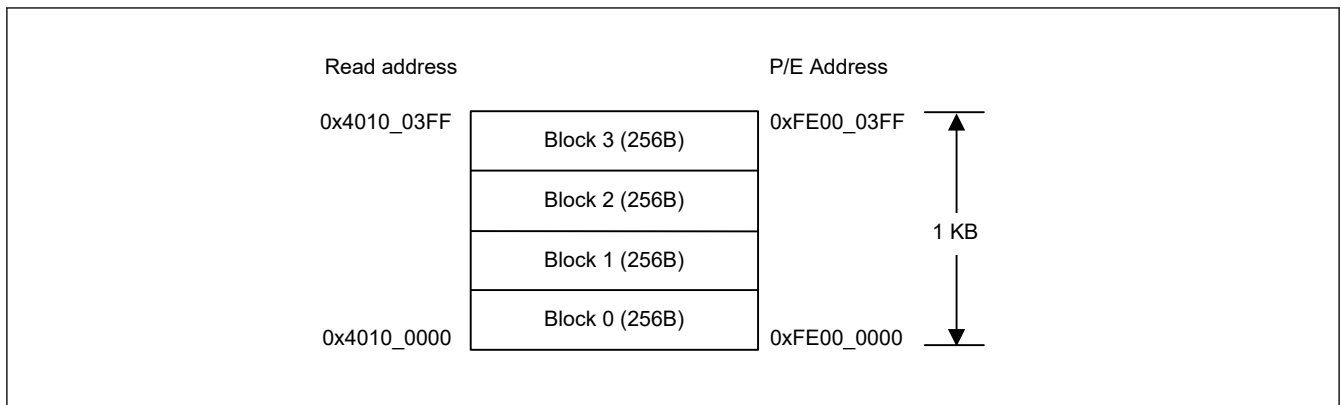 Read address P/E Address
0x4010_03FF 0xFE00_03FF
Block 3 (256B)
Block 2 (256B)
1 KB
Block 1 (256B)
Block 0 (256B)
0x4010_0000 0xFE00_0000